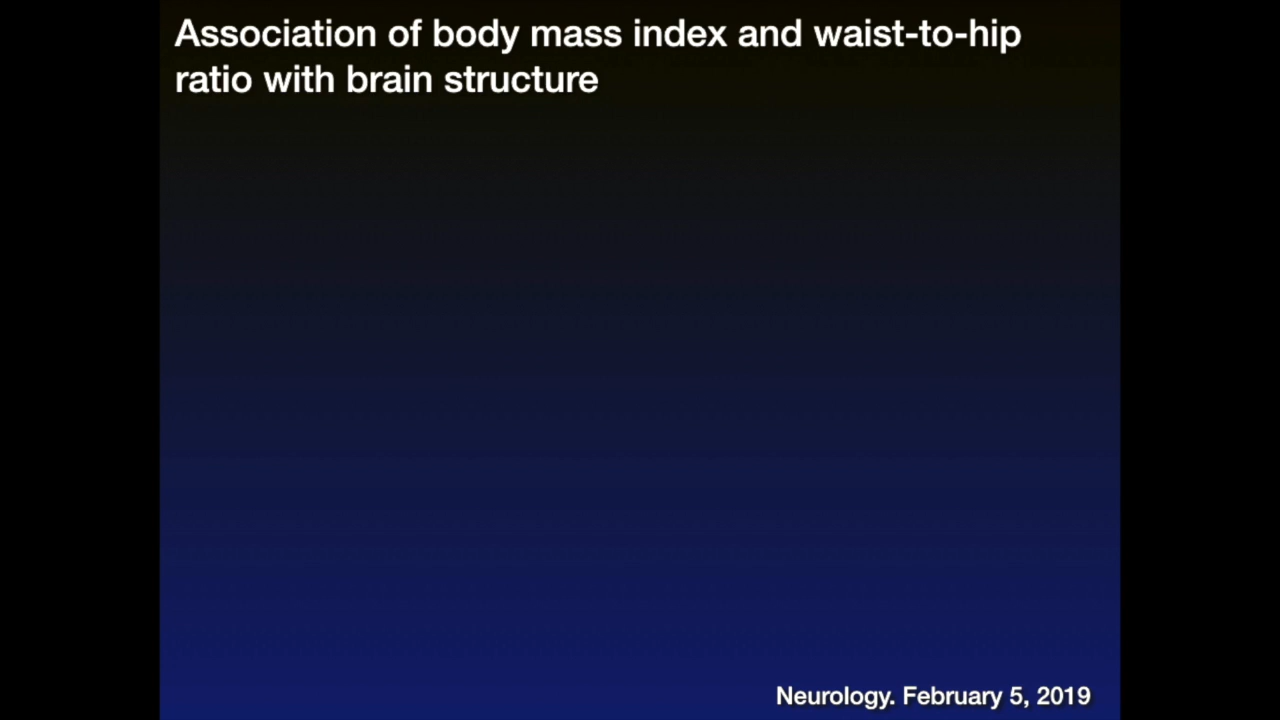 Association of body mass index and waist-to-hip
ratio with brain structure
Neurology. February 5, 2019